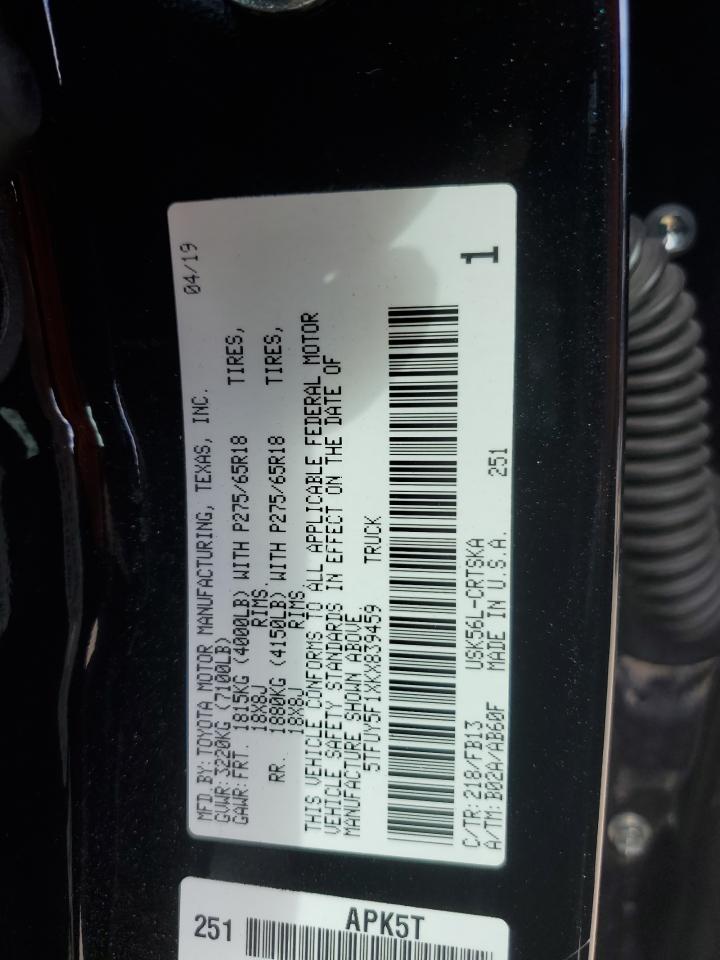 MFD. BY: TOYOTA MOTOR MANUFACTURING, TEXAS, INC. 04/19
GVWR: 3220KG (7100LB)
GAWR: FRT. 1815KG (4000LB) WITH P275/65R18 TIRES,
18X8J RIMS.
RR. 1880KG (4150LB) WITH P275/65R18 TIRES,
18X8J RIMS.
THIS VEHICLE CONFORMS TO ALL APPLICABLE FEDERAL MOTOR
VEHICLE SAFETY STANDARDS IN EFFECT ON THE DATE OF
MANUFACTURE SHOWN ABOVE.
5TFUY5F1XKX839459 TRUCK
1
C/TR: 218/FB13 USK56L-CRTSKA
A/TM: B02A/AB60F MADE IN U.S.A. 251
251 APK5T